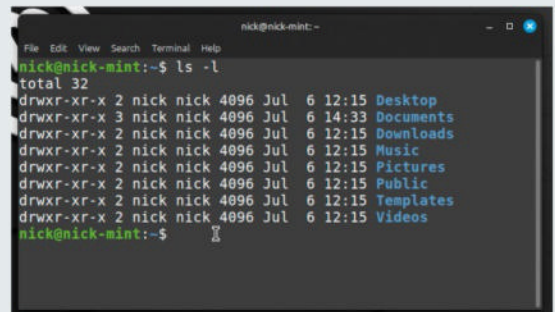 nick@nick-mint: ~
File Edit View Search Terminal Help
nick@nick-mint:~$ ls -l
total 32
drwxr-xr-x 2 nick nick 4096 Jul  6 12:15 Desktop
drwxr-xr-x 3 nick nick 4096 Jul  6 14:33 Documents
drwxr-xr-x 2 nick nick 4096 Jul  6 12:15 Downloads
drwxr-xr-x 2 nick nick 4096 Jul  6 12:15 Music
drwxr-xr-x 2 nick nick 4096 Jul  6 12:15 Pictures
drwxr-xr-x 2 nick nick 4096 Jul  6 12:15 Public
drwxr-xr-x 2 nick nick 4096 Jul  6 12:15 Templates
drwxr-xr-x 2 nick nick 4096 Jul  6 12:15 Videos
nick@nick-mint:~$